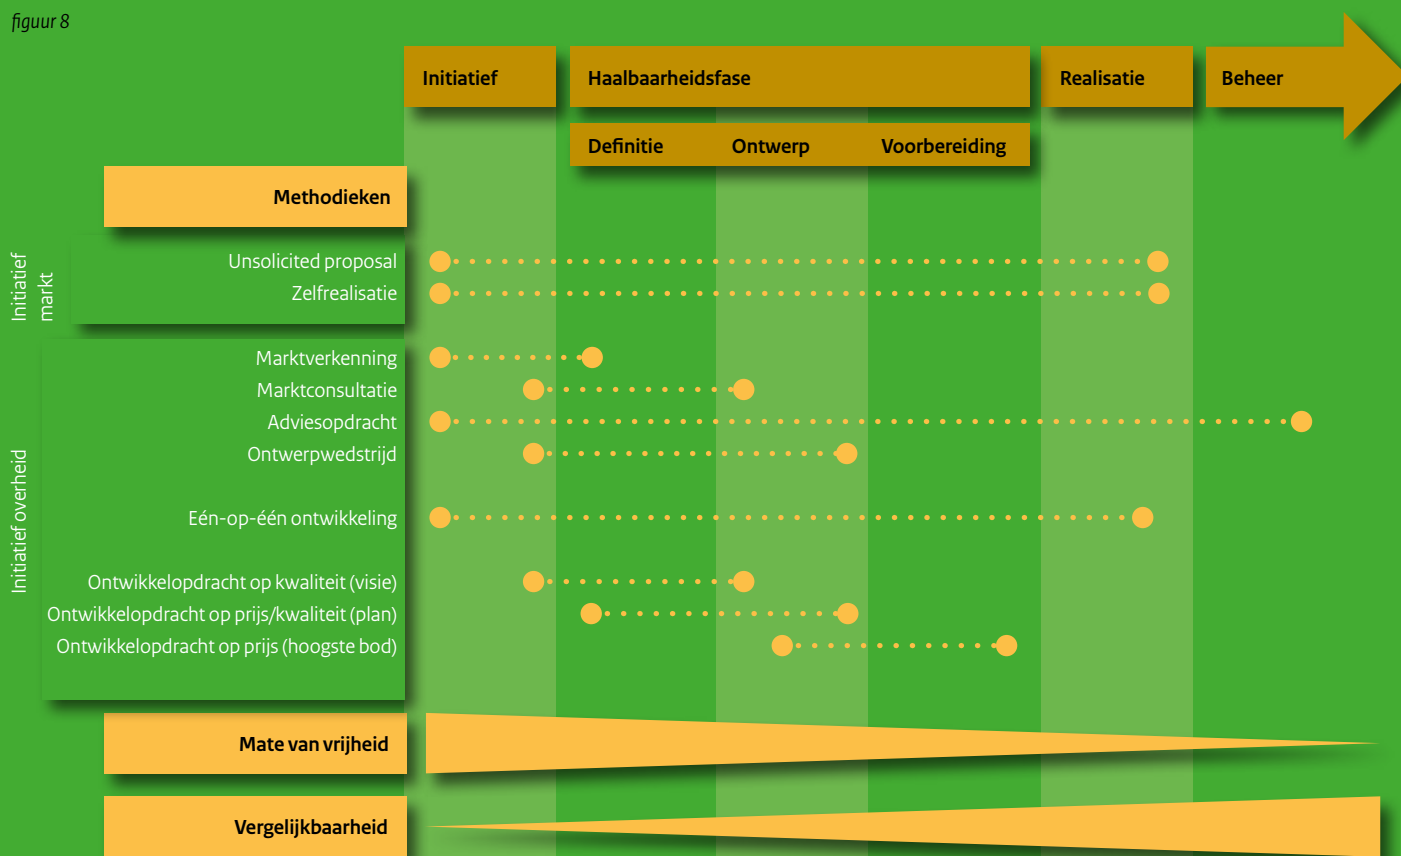 figuur 8
Initiatief
Haalbaarheidsfase
Realisatie
Beheer
Definitie
Ontwerp
Voorbereiding
Methodieken
Initiatief
markt
Unsolicited proposal
Zelfrealisatie
Initiatief overheid
Marktverkenning
Marktconsultatie
Adviesopdracht
Ontwerpwedstrijd
Eén-op-één ontwikkeling
Ontwikkelopdracht op kwaliteit (visie)
Ontwikkelopdracht op prijs/kwaliteit (plan)
Ontwikkelopdracht op prijs (hoogste bod)
Mate van vrijheid
Vergelijkbaarheid